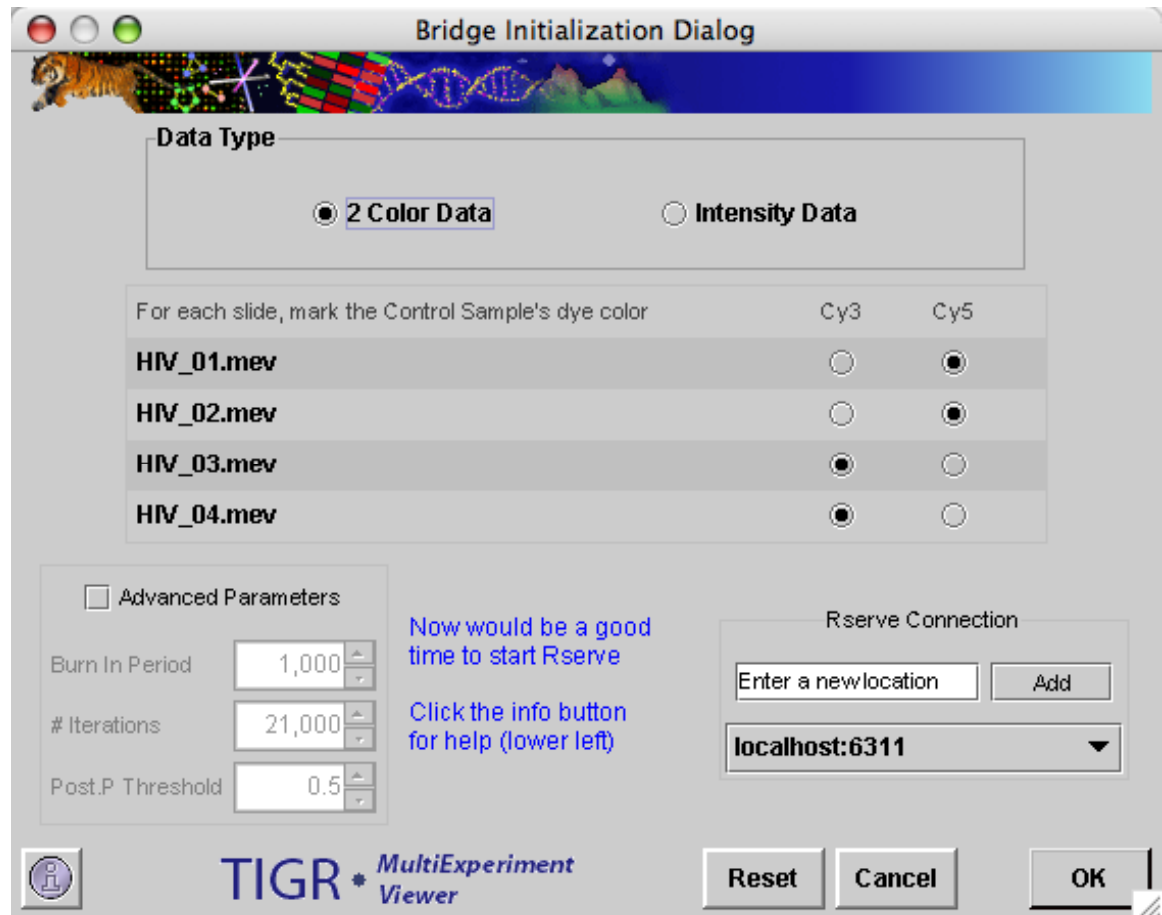 Bridge Initialization Dialog
Data Type
2 Color Data Intensity Data
For each slide, mark the Control Sample's dye color Cy3 Cy5
HIV_01.mev
HIV_02.mev
HIV_03.mev
HIV_04.mev
Advanced Parameters
Burn In Period 1,000
# Iterations 21,000
Post.P Threshold 0.5
Now would be a good
time to start Rserve
Click the info button
for help (lower left)
Rserve Connection
Enter a new location Add
localhost:6311
i
TIGR MultiExperiment
Viewer
Reset Cancel OK